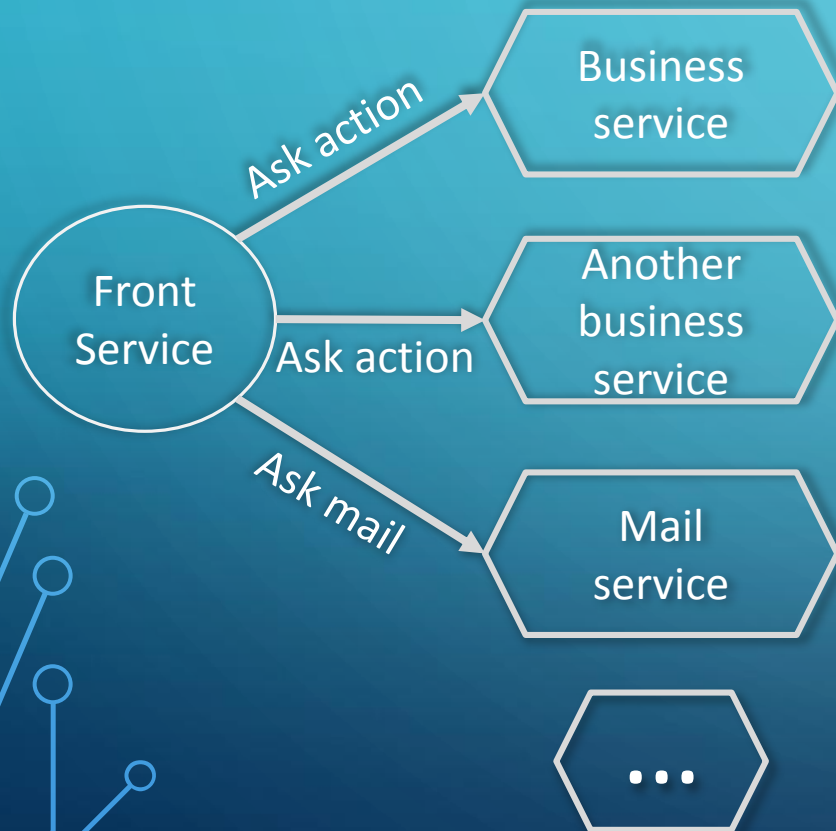 Business
service
Ask action
Another
business
service
Front
Service
Ask action
Ask mail
Mail
service
...